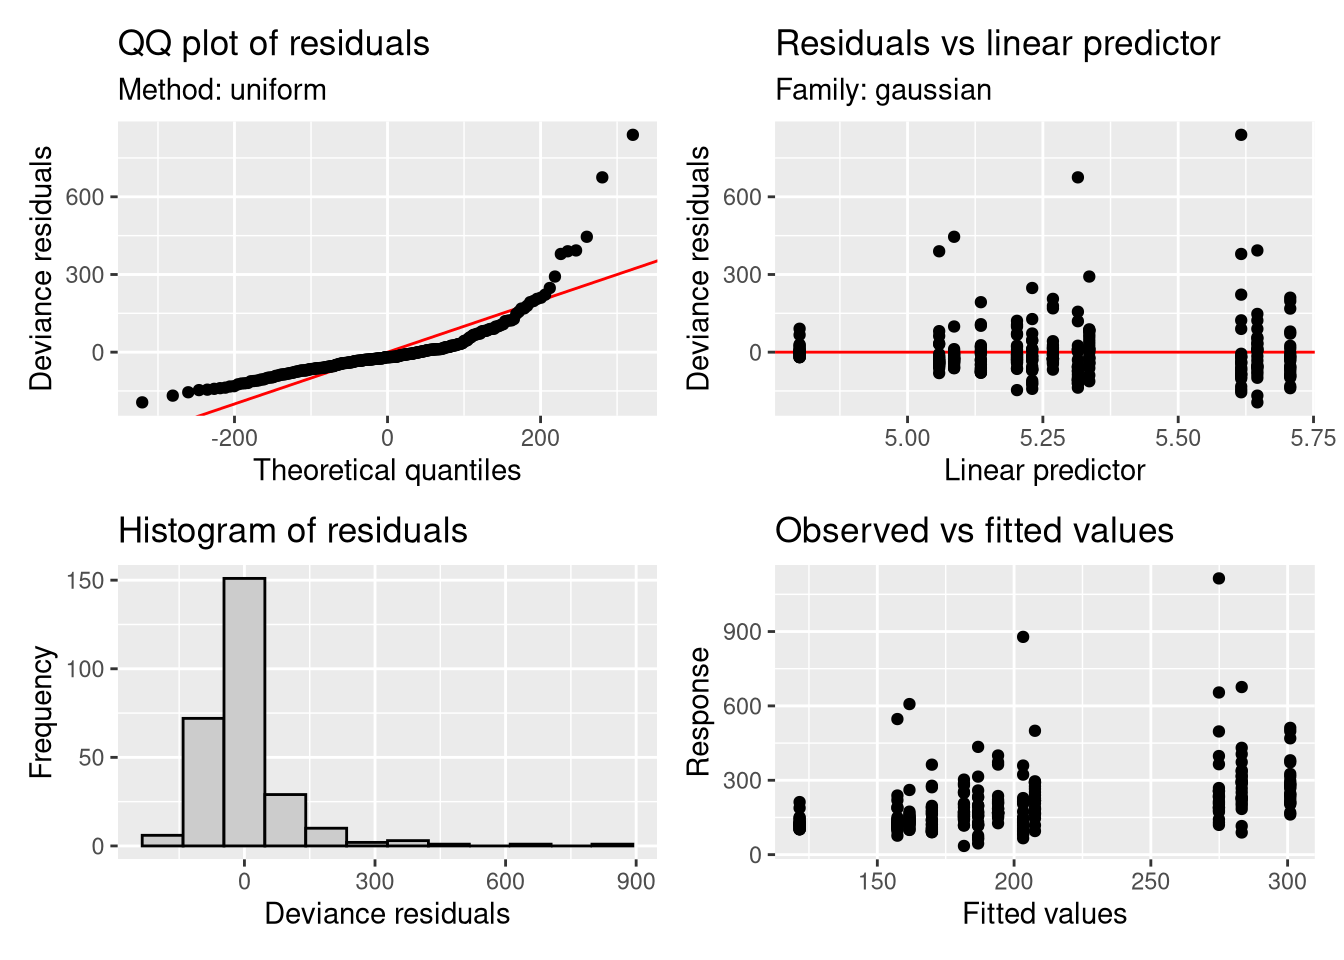 QQ plot of residuals
Method: uniform
Deviance residuals
600
300
0
-200
0
200
Theoretical quantiles
Residuals vs linear predictor
Family: gaussian
Deviance residuals
600
300
0
5.00
5.25
5.50
5.75
Linear predictor
Histogram of residuals
Frequency
150
100
50
0
0
300
600
900
Deviance residuals
Observed vs fitted values
Response
900
600
300
0
150
200
250
300
Fitted values